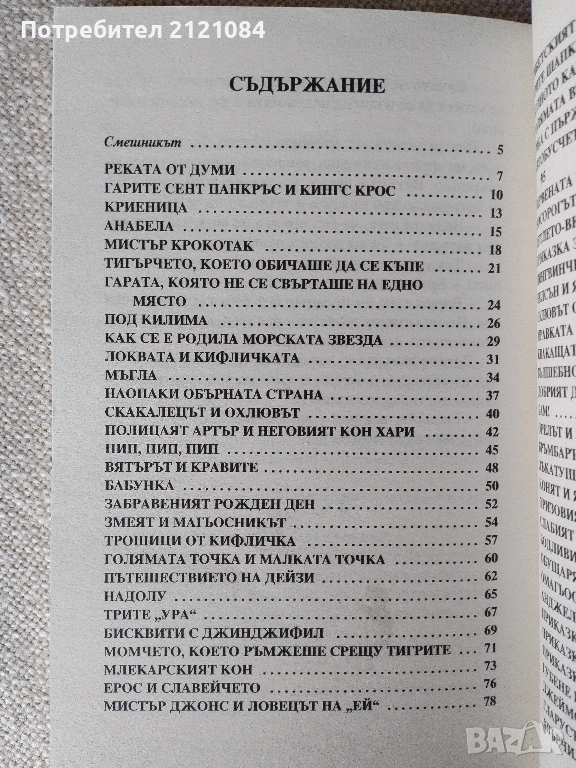 Потребител 2121084
СЪДЪРЖАНИЕ
Смешникът 5
РЕКАТА ОТ ДУМИ 7
ГАРИТЕ СЕНТ ПАНКРЪС И КИНГС КРОС 10
КРИЕНИЦА 13
АНАБЕЛА 15
МИСТЪР КРОКОТАК 18
ТИГЪРЧЕТО, КОЕТО ОБИЧАШЕ ДА СЕ КЪПЕ 21
ГАРАТА, КОЯТО НЕ СЕ СВЪРТАШЕ НА ЕДНО
МЯСТО 24
ПОД КИЛИМА 26
КАК СЕ Е РОДИЛА МОРСКАТА ЗВЕЗДА 29
ЛОКВАТА И КИФЛИЧКАТА 31
МЪГЛА 34
НАОПАКИ ОБЪРНАТА СТРАНА 37
СКАКАЛЕЦЪТ И ОХЛЮВЪТ 40
ПОЛИЦАЯТ АРТЪР И НЕГОВИЯТ КОН ХАРИ 42
ПИП, ПИП, ПИП 45
ВЯТЪРЪТ И КРАВИТЕ 48
БАБУНКА 50
ЗАБРАВЕНИЯТ РОЖДЕН ДЕН 52
ЗМЕЯТ И МАГЬОСНИКЪТ 54
ТРОШИЦИ ОТ КИФЛИЧКА 57
ГОЛЯМАТА ТОЧКА И МАЛКАТА ТОЧКА 60
ПЪТЕШЕСТВИЕТО НА ДЕЙЗИ 62
НАДОЛУ 65
ТРИТЕ „УРА“ 67
БИСКВИТИ С ДЖИНДЖИФИЛ 69
МОМЧЕТО, КОЕТО РЪМЖЕШЕ СРЕЩУ ТИГРИТЕ 71
МЛЕКАРСКИЯТ КОН 73
ЕРОС И СЛАВЕЙЧЕТО 76
МИСТЪР ДЖОНС И ЛОВЕЦЪТ НА „ЕЙ“ 78
BAZAR